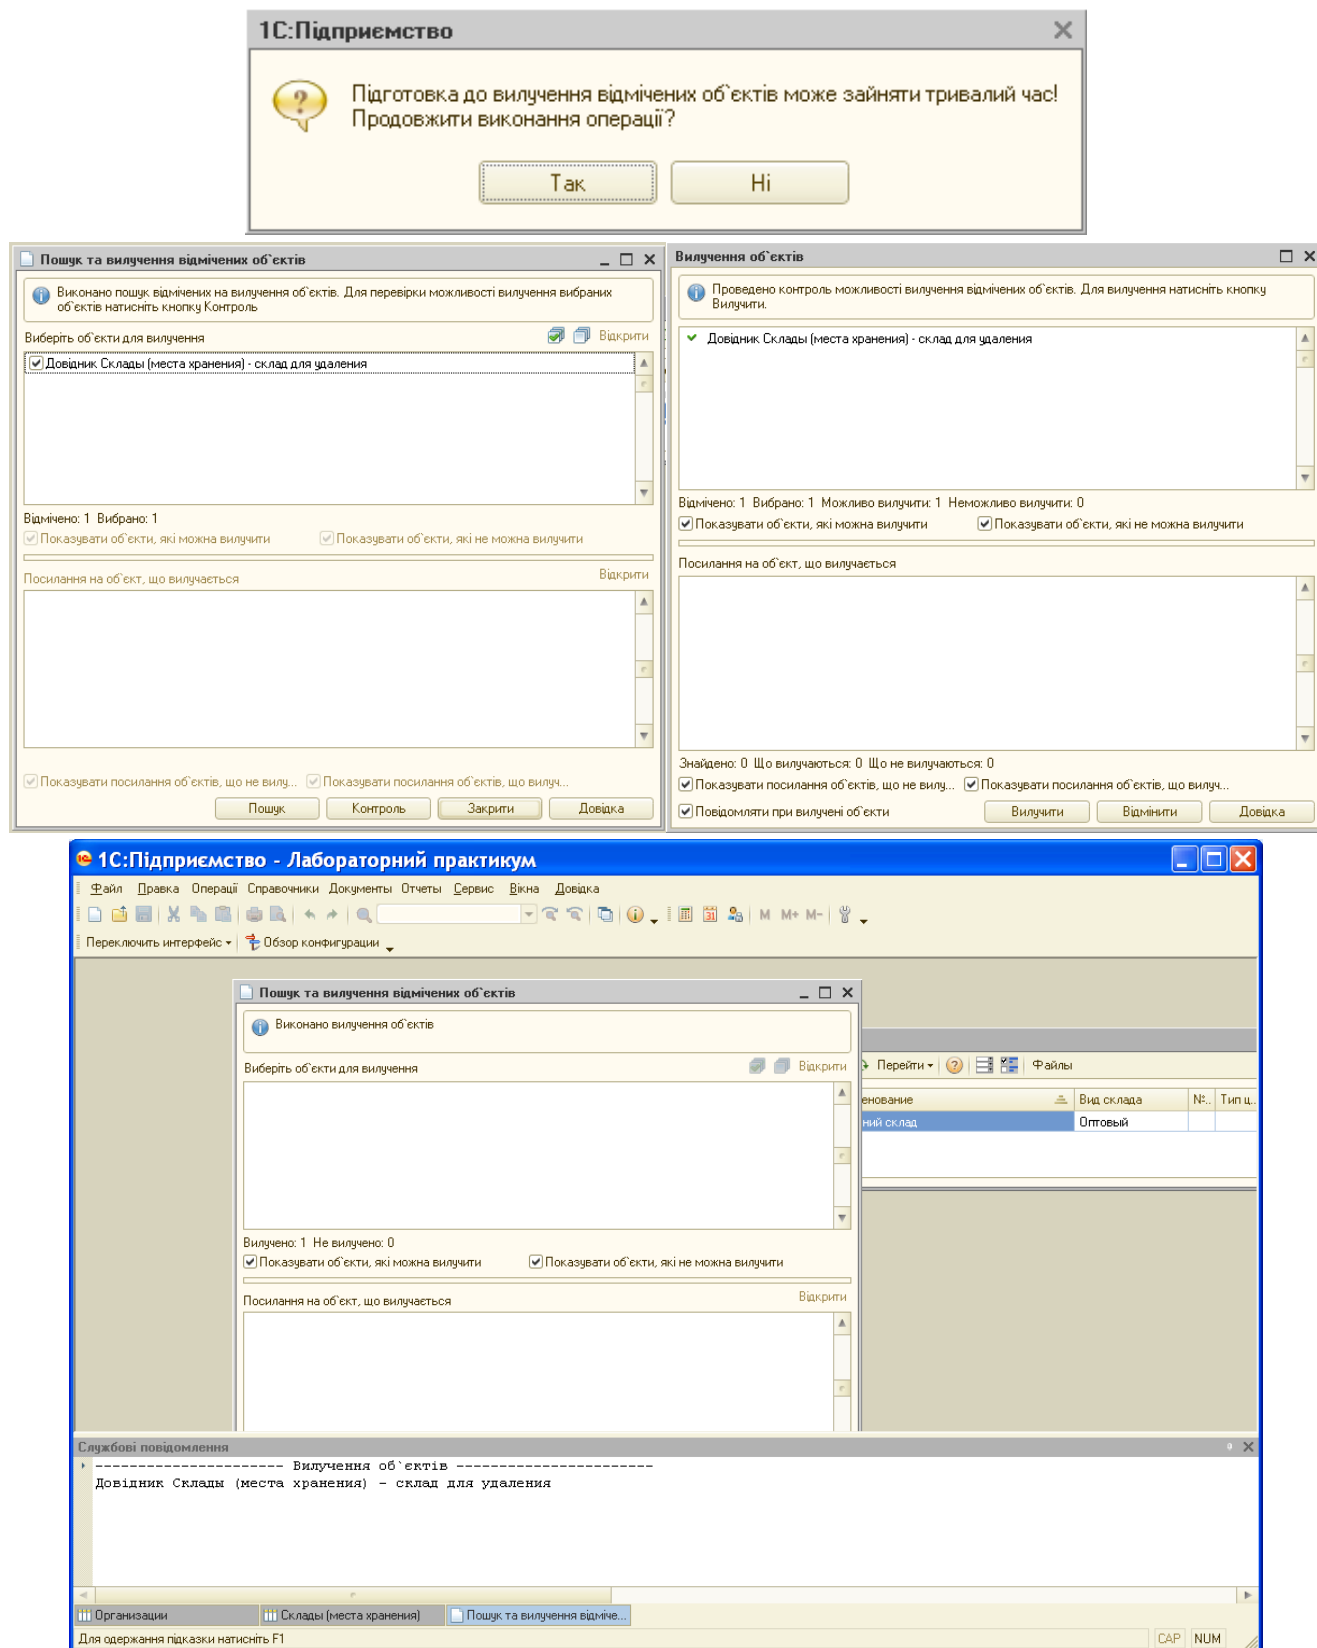 1С:Підприємство
Підготовка до вилучення відмічених об`єктів може зайняти тривалий час!
Продовжити виконання операції?
Так
Ні
Пошук та вилучення відмічених об`єктів
Виконано пошук відмічених на вилучення об`єктів. Для перевірки можливості вилучення вибраних
об`єктів натисніть кнопку Контроль
Виберіть об`єкти для вилучення
Відкрити
Довідник Склады (места хранения) - склад для удаления
Відмічено: 1 Вибрано: 1
Показувати об`єкти, які можна вилучити
Показувати об`єкти, які не можна вилучити
Посилання на об`єкт, що вилучається
Відкрити
Показувати посилання об`єктів, що не вилу...
Показувати посилання об`єктів, що вилуч...
Пошук
Контроль
Закрити
Довідка
Вилучення об`єктів
Проведено контроль можливості вилучення відмічених об`єктів. Для вилучення натисніть кнопку
Вилучити.
Довідник Склады (места хранения) - склад для удаления
Відмічено: 1 Вибрано: 1 Можливо вилучити: 1 Неможливо вилучити: 0
Показувати об`єкти, які можна вилучити
Показувати об`єкти, які не можна вилучити
Посилання на об`єкт, що вилучається
Знайдено: 0 Що вилучаються: 0 Що не вилучаються: 0
Показувати посилання об`єктів, що не вилу...
Показувати посилання об`єктів, що вилуч...
Повідомляти при вилучені об`єкти
Вилучити
Відмінити
Довідка
1С:Підприємство - Лабораторний практикум
Файл Правка Операції Справочники Документы Отчеты Сервис Вікна Довідка
M M+ M-
Переключить интерфейс
Обзор конфигурации
Пошук та вилучення відмічених об`єктів
Виконано вилучення об`єктів
Виберіть об`єкти для вилучення
Відкрити
Перейти
Файлы
енование
Вид склада
№..
Тип ц..
ний склад
Оптовый
Вилучено: 1 Не вилучено: 0
Показувати об`єкти, які можна вилучити
Показувати об`єкти, які не можна вилучити
Посилання на об`єкт, що вилучається
Відкрити
Службові повідомлення
---------------------- Вилучення об`єктів -----------------------
Довідник Склады (места хранения) - склад для удаления
Организации
Склады (места хранения)
Пошук та вилучення відміче...
Для одержання підказки натисніть F1
CAP
NUM